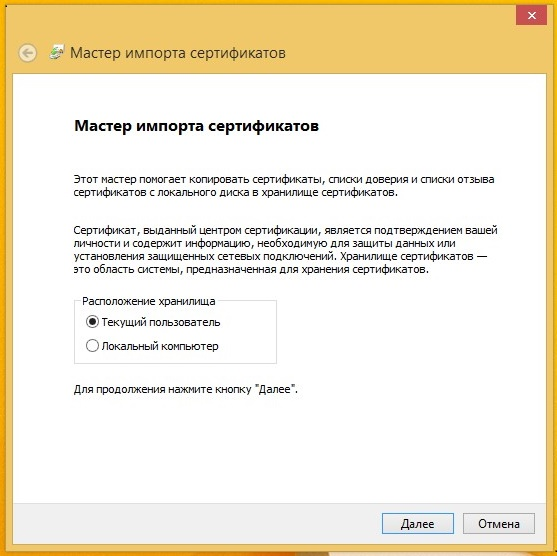 Мастер импорта сертификатов
Мастер импорта сертификатов
Этот мастер помогает копировать сертификаты, списки доверия и списки отзыва
сертификатов с локального диска в хранилище сертификатов.
Сертификат, выданный центром сертификации, является подтверждением вашей
личности и содержит информацию, необходимую для защиты данных или
установления защищенных сетевых подключений. Хранилище сертификатов —
это область системы, предназначенная для хранения сертификатов.
Расположение хранилища
Текущий пользователь
Локальный компьютер
Для продолжения нажмите кнопку "Далее".
Далее
Отмена